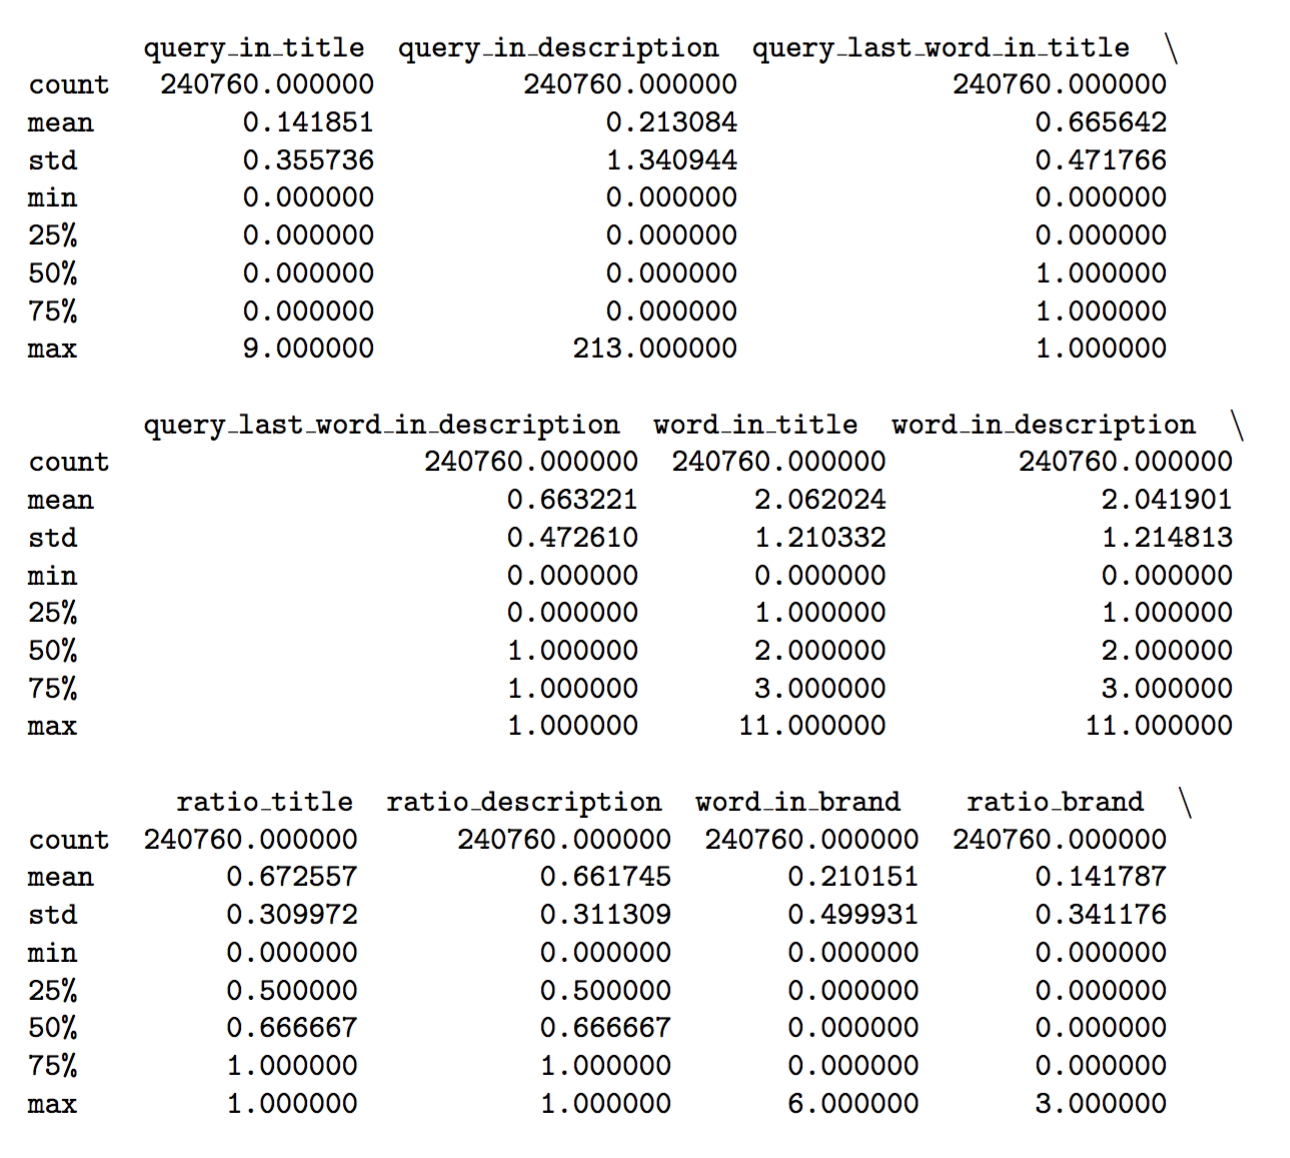 query_in_title query_in_description query_last_word_in_title \
count 240760.000000 240760.000000 240760.000000
mean 0.141851 0.213084 0.665642
std 0.355736 1.340944 0.471766
min 0.000000 0.000000 0.000000
25% 0.000000 0.000000 0.000000
50% 0.000000 0.000000 1.000000
75% 0.000000 0.000000 1.000000
max 9.000000 213.000000 1.000000
query_last_word_in_description word_in_title word_in_description \
count 240760.000000 240760.000000 240760.000000
mean 0.663221 2.062024 2.041901
std 0.472610 1.210332 1.214813
min 0.000000 0.000000 0.000000
25% 0.000000 1.000000 1.000000
50% 1.000000 2.000000 2.000000
75% 1.000000 3.000000 3.000000
max 1.000000 11.000000 11.000000
ratio_title ratio_description word_in_brand ratio_brand \
count 240760.000000 240760.000000 240760.000000 240760.000000
mean 0.672557 0.661745 0.210151 0.141787
std 0.309972 0.311309 0.499931 0.341176
min 0.000000 0.000000 0.000000 0.000000
25% 0.500000 0.500000 0.000000 0.000000
50% 0.666667 0.666667 0.000000 0.000000
75% 1.000000 1.000000 0.000000 0.000000
max 1.000000 1.000000 6.000000 3.000000